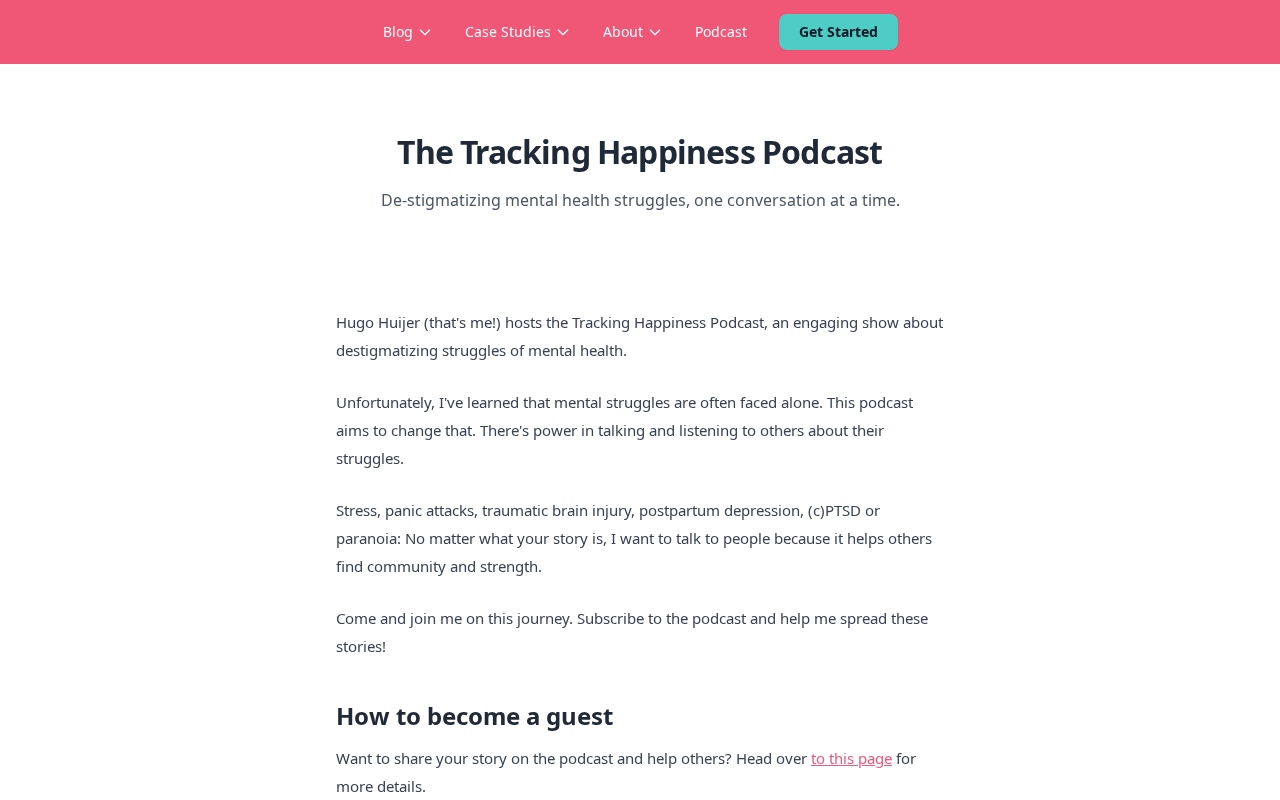 Blog
Case Studies
About
Podcast
Get Started
The Tracking Happiness Podcast
De-stigmatizing mental health struggles, one conversation at a time.
Hugo Huijer (that's me!) hosts the Tracking Happiness Podcast, an engaging show about
destigmatizing struggles of mental health.
Unfortunately, I've learned that mental struggles are often faced alone. This podcast
aims to change that. There's power in talking and listening to others about their
struggles.
Stress, panic attacks, traumatic brain injury, postpartum depression, (c)PTSD or
paranoia: No matter what your story is, I want to talk to people because it helps others
find community and strength.
Come and join me on this journey. Subscribe to the podcast and help me spread these
stories!
How to become a guest
Want to share your story on the podcast and help others? Head over to this page for
more details.